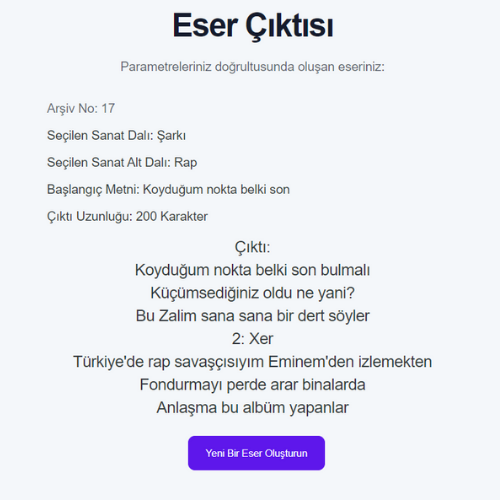 Eser Çıktısı
Parametreleriniz doğrultusunda oluşan eseriniz:
Arşiv No: 17
Seçilen Sanat Dalı: Şarkı
Seçilen Sanat Alt Dalı: Rap
Başlangıç Metni: Koyduğum nokta belki son
Çıktı Uzunluğu: 200 Karakter
Çıktı:
Koyduğum nokta belki son bulmalı
Küçümsediğiniz oldu ne yani?
Bu Zalim sana sana bir dert söyler
2: Xer
Türkiye'de rap savaşçısıyım Eminem'den izlemekten
Fondurmayı perde arar binalarda
Anlaşma bu albüm yapanlar
Yeni Bir Eser Oluşturun